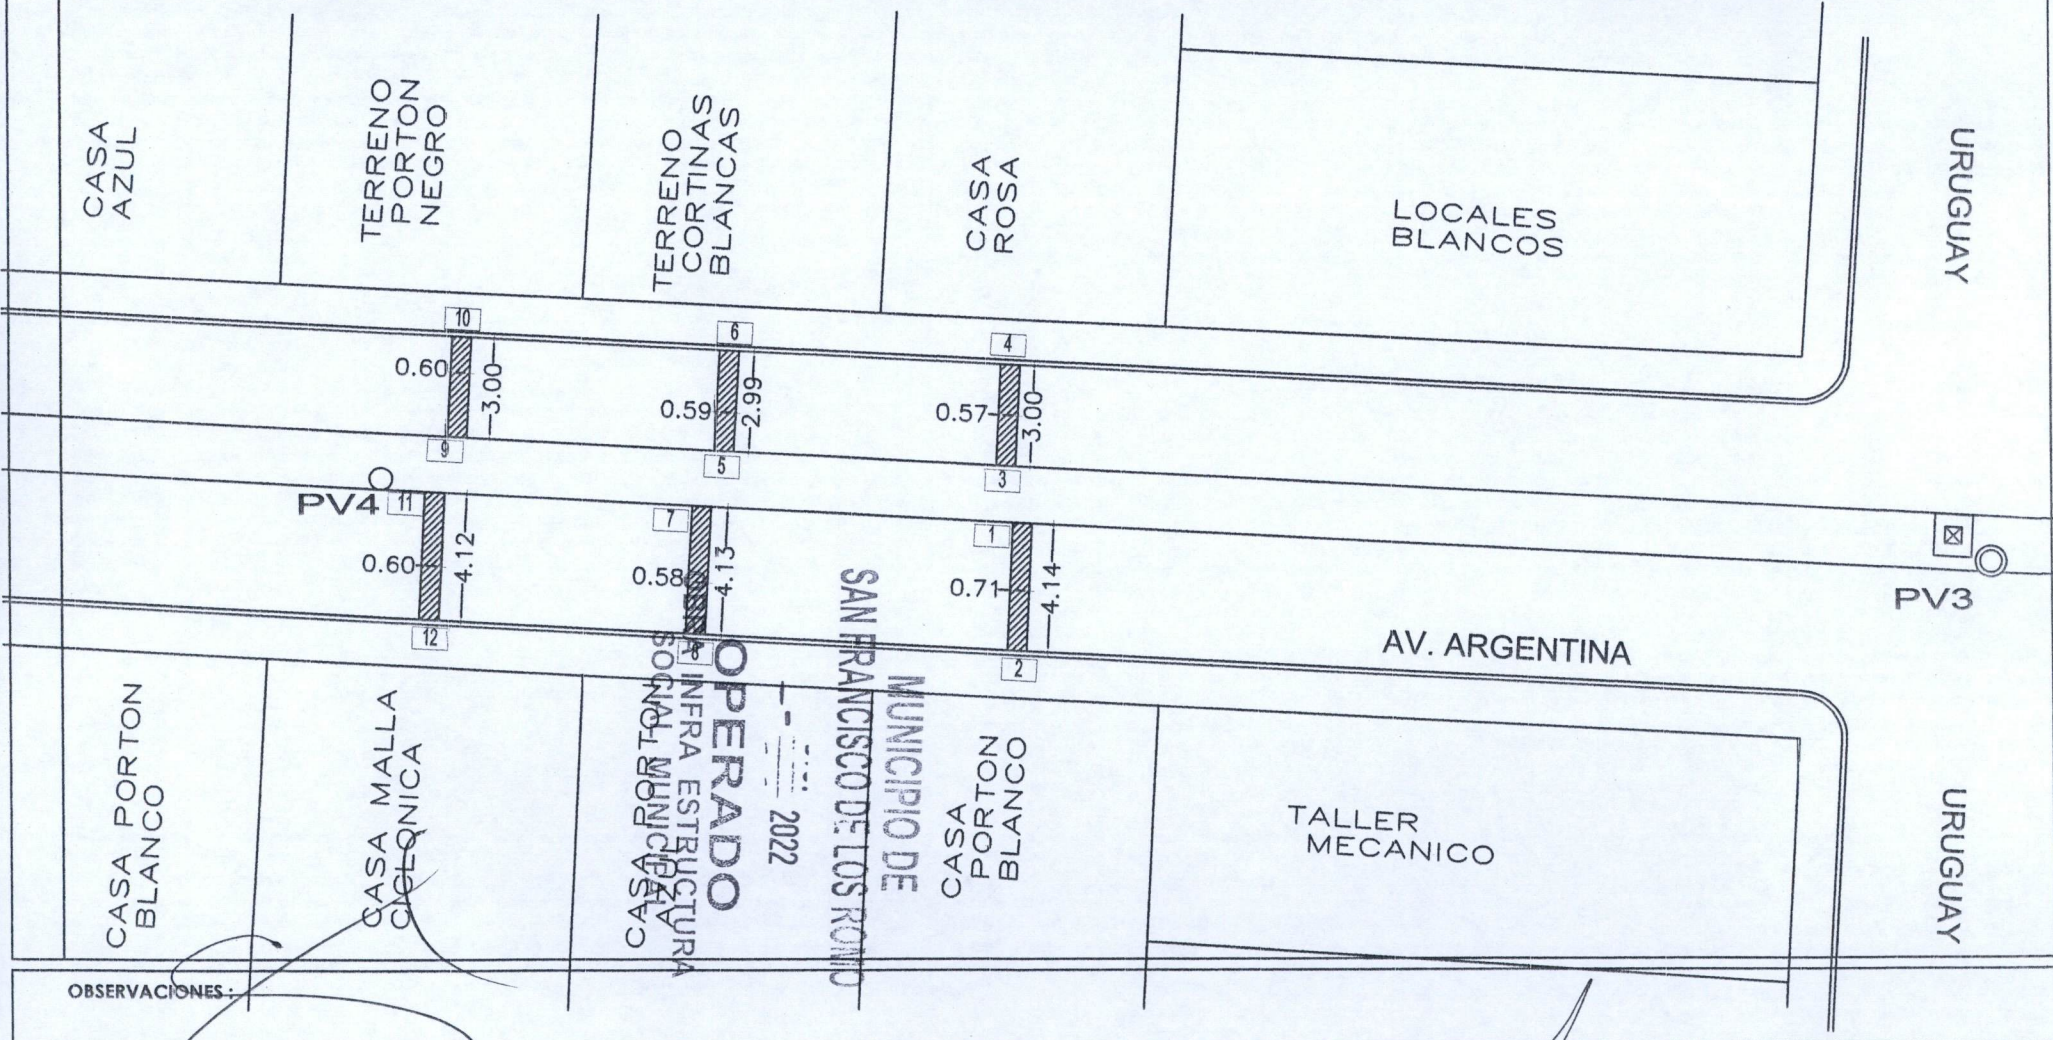 CASA
AZUL
TERRENO
PORTON
NEGRO
TERRENO
CORTINAS
BLANCAS
CASA
ROSA
LOCALES
BLANCOS
URUGUAY
10
6
4
0.60
3.00
0.59
2.99
0.57
3.00
9
5
3
PV4
11
7
1
0.60
4.12
0.58
4.13
0.71
4.14
PV3
12
8
2
AV. ARGENTINA
CASA PORTON
BLANCO
CASA MALLA
CICLONICA
CASA PORTON
INFRA ESTRUCTURA
SOCIAL MUNICIPAL
OPERADO
2022
MUNICIPIO DE
SAN FRANCISCO DE LOS ROMO
CASA
PORTON
BLANCO
TALLER
MECANICO
URUGUAY
OBSERVACIONES: